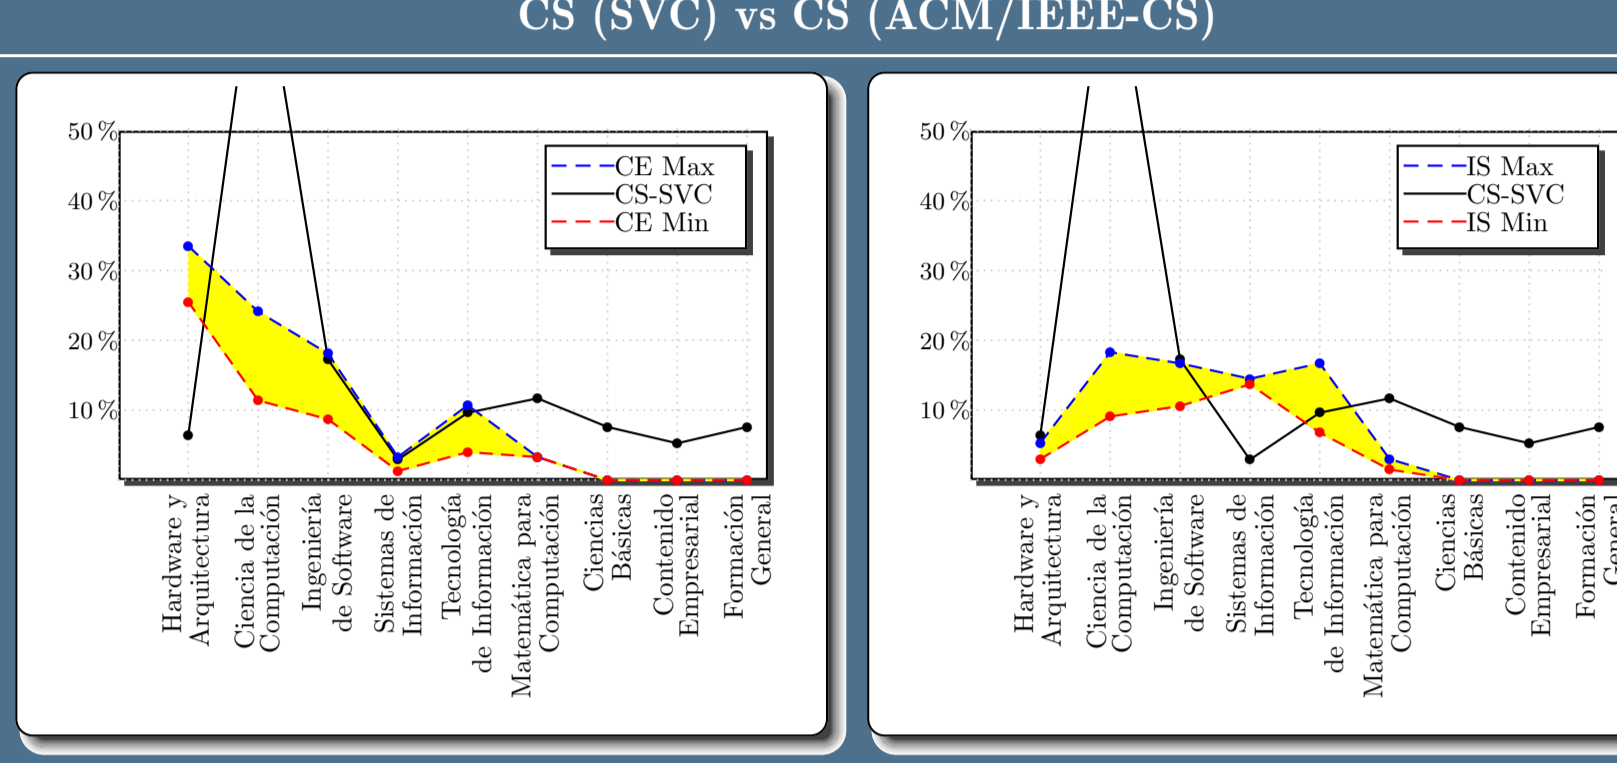 CS (SVC) vs CS (ACM/IEEE-CS)
50 %
40 %
30 %
20 %
10 %
CE Max
CS-SVC
CE Min
Hardware y
Arquitectura
Ciencia de la
Computación
Ingeniería
de Software
Sistemas de
Información
Tecnología
de Información
Matemática para
Computación
Ciencias
Básicas
Contenido
Empresarial
Formación
General
50 %
40 %
30 %
20 %
10 %
IS Max
CS-SVC
IS Min
Hardware y
Arquitectura
Ciencia de la
Computación
Ingeniería
de Software
Sistemas de
Información
Tecnología
de Información
Matemática para
Computación
Ciencias
Básicas
Contenido
Empresarial
Formación
General